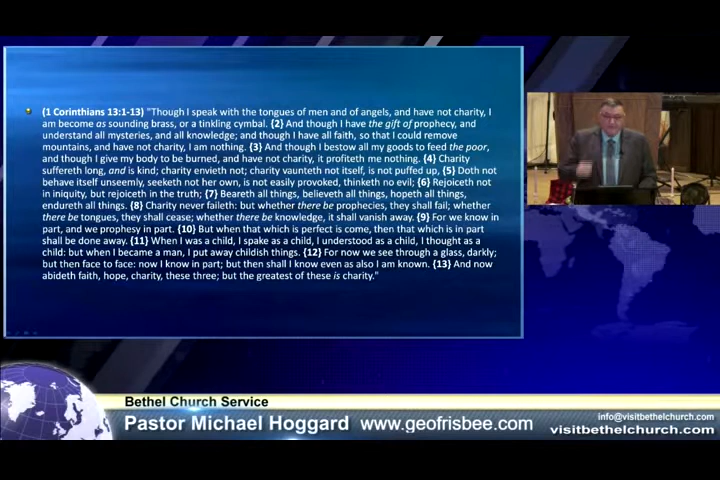 {1 Corinthians 13:1-13} "Though I speak with the tongues of men and of angels, and have not charity, I
am become as sounding brass, or a tinkling cymbal. {2} And though I have the gift of prophecy, and
understand all mysteries, and all knowledge; and though I have all faith, so that I could remove
mountains, and have not charity, I am nothing. {3} And though I bestow all my goods to feed the poor,
and though I give my body to be burned, and have not charity, it profiteth me nothing. {4} Charity
suffereth long, and is kind; charity envieth not; charity vaunteth not itself, is not puffed up, {5} Doth not
behave itself unseemly, seeketh not her own, is not easily provoked, thinketh no evil; {6} Rejoiceth not
in iniquity, but rejoiceth in the truth; {7} Beareth all things, believeth all things, hopeth all things,
endureth all things. {8} Charity never faileth: but whether there be prophecies, they shall fail; whether
there be tongues, they shall cease; whether there be knowledge, it shall vanish away. {9} For we know in
part, and we prophesy in part. {10} But when that which is perfect is come, then that which is in part
shall be done away. {11} When I was a child, I spake as a child, I understood as a child, I thought as a
child: but when I became a man, I put away childish things. {12} For now we see through a glass, darkly;
but then face to face: now I know in part; but then shall I know even as also I am known. {13} And now
abideth faith, hope, charity, these three; but the greatest of these is charity."
Bethel Church Service
Pastor Michael Hoggard www.geofrisbee.com
info@visitbethelchurch.com
visitbethelchurch.com